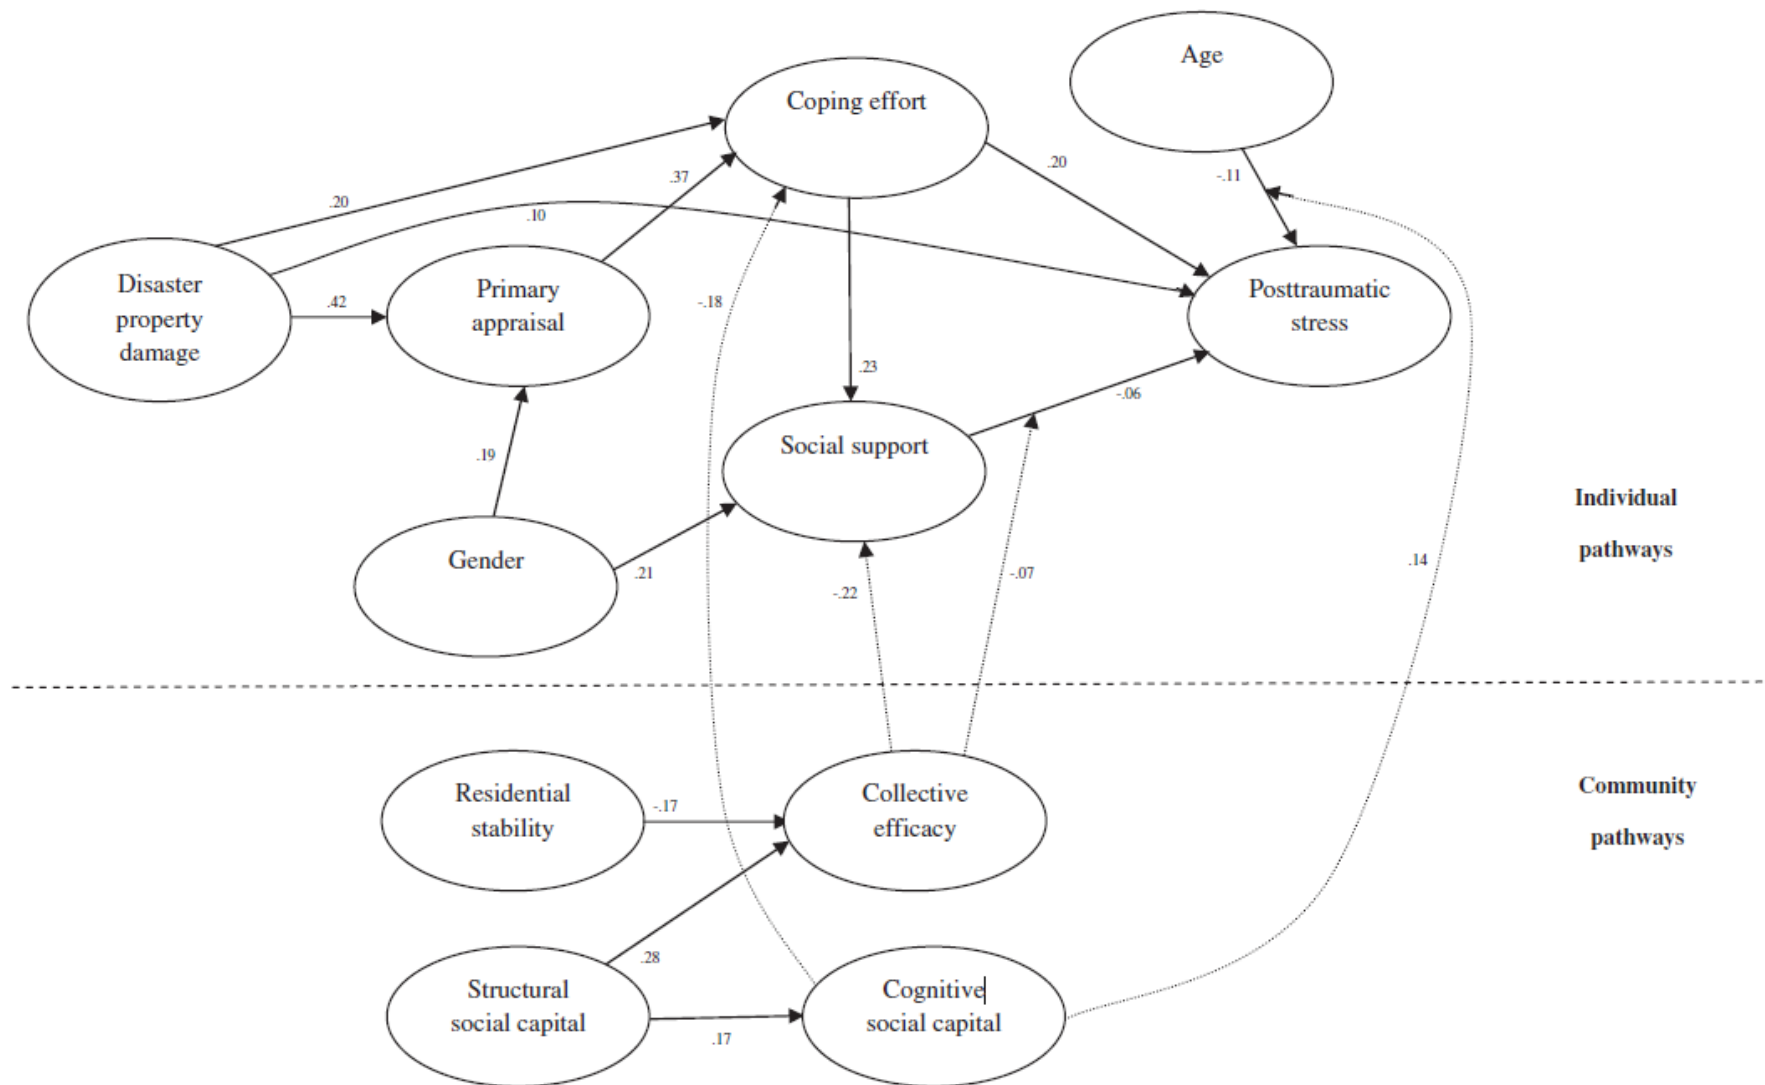 Age
Coping effort
.20
-.11
.37
.20
.10
Disaster
property
damage
Primary
appraisal
Posttraumatic
stress
.42
-.18
.23
-.06
Social support
.19
Individual
pathways
Gender
.21
-.22
-.07
.14
Residential
stability
-.17
Collective
efficacy
Community
pathways
.28
Structural
social capital
Cognitive
social capital
.17